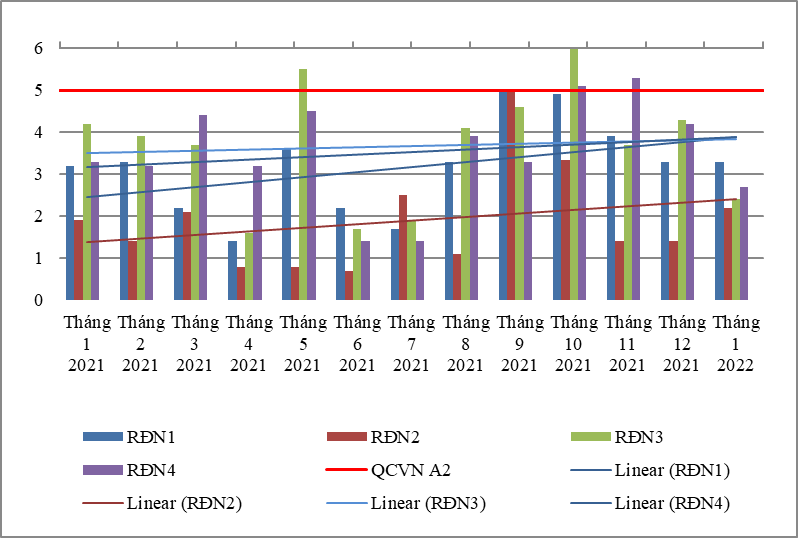 6
5
4
3
2
1
0
Tháng Tháng Tháng Tháng Tháng Tháng Tháng Tháng Tháng Tháng Tháng Tháng Tháng
1 2 3 4 5 6 7 8 9 10 11 12 1
2021 2021 2021 2021 2021 2021 2021 2021 2021 2021 2021 2021 2022
RĐN1 RĐN2 RĐN3
RĐN4 QCVN A2 Linear (RĐN1)
Linear (RĐN2) Linear (RĐN3) Linear (RĐN4)